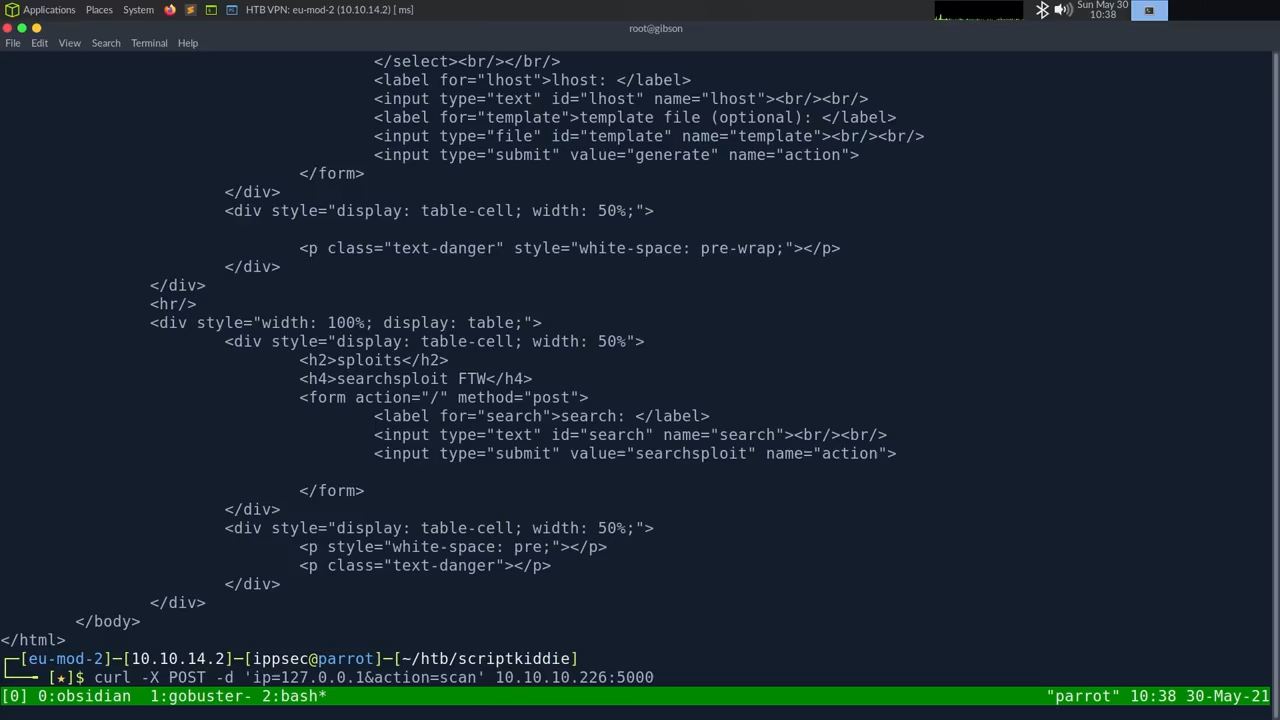 Applications Places System HTB VPN: eu-mod-2 (10.10.14.2) [ ms] Sun May 30 10:38
root@gibson
File Edit View Search Terminal Help
</select><br/></br/>
<label for="lhost">lhost: </label>
<input type="text" id="lhost" name="lhost"><br/><br/>
<label for="template">template file (optional): </label>
<input type="file" id="template" name="template"><br/><br/>
<input type="submit" value="generate" name="action">
</form>
</div>
<div style="display: table-cell; width: 50%;">
<p class="text-danger" style="white-space: pre-wrap;"></p>
</div>
</div>
<hr/>
<div style="width: 100%; display: table;">
<div style="display: table-cell; width: 50%">
<h2>sploits</h2>
<h4>searchsploit FTW</h4>
<form action="/" method="post">
<label for="search">search: </label>
<input type="text" id="search" name="search"><br/><br/>
<input type="submit" value="searchsploit" name="action">
</form>
</div>
<div style="display: table-cell; width: 50%;">
<p style="white-space: pre;"></p>
<p class="text-danger"></p>
</div>
</div>
</body>
</html>
┌─[eu-mod-2]─[10.10.14.2]─[ippsec@parrot]─[~/htb/scriptkiddie]
└──╼ [★]$ curl -X POST -d 'ip=127.0.0.1&action=scan' 10.10.10.226:5000
[0] 0:obsidian 1:gobuster- 2:bash* "parrot" 10:38 30-May-21